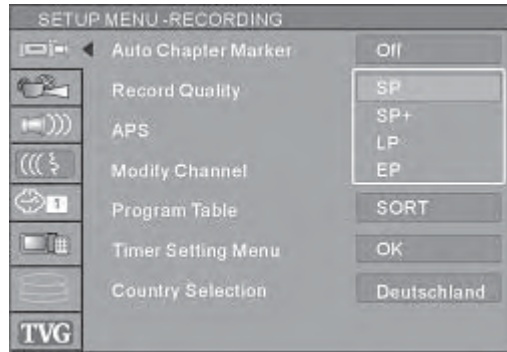 SETUP MENU -RECORDING
Auto Chapter Marker Off
Record Quality SP
SP+
APS
LP
Modify Channel EP
1
Program Table SORT
Timer Setting Menu OK
Country Selection Deutschland
TVG